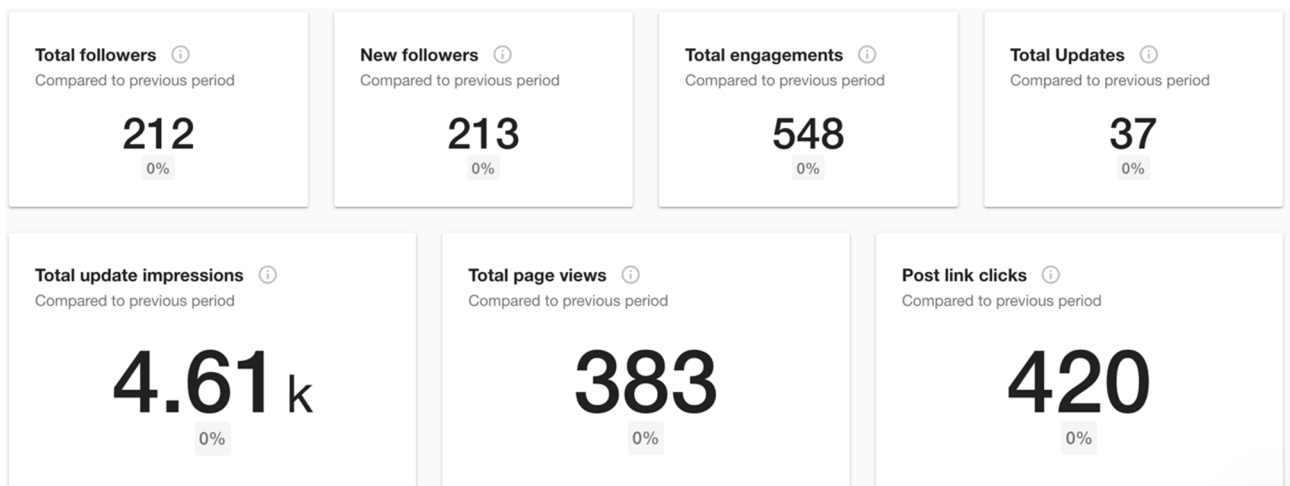 Total followers
Compared to previous period
212
0%
New followers
Compared to previous period
213
0%
Total engagements
Compared to previous period
548
0%
Total Updates
Compared to previous period
37
0%
Total update impressions
Compared to previous period
4.61 k
0%
Total page views
Compared to previous period
383
0%
Post link clicks
Compared to previous period
420
0%